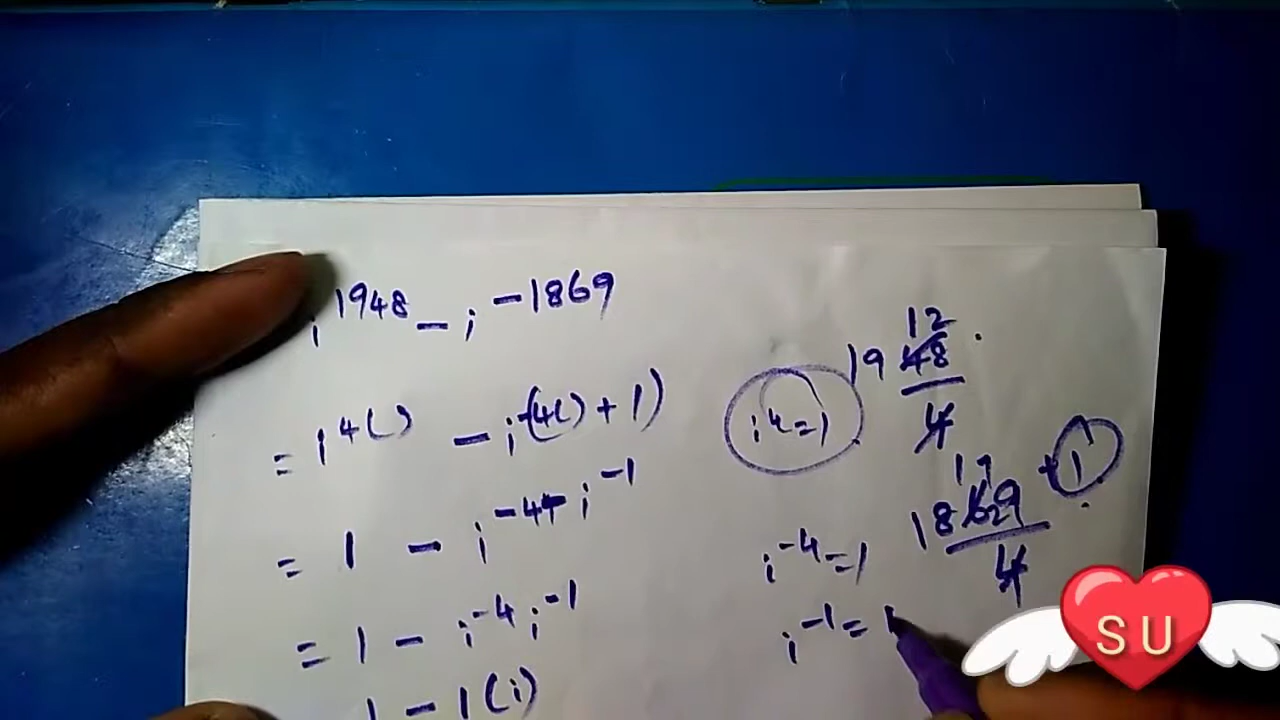 i^1948 - i^-1869
= i^4() - i^-(4()+1)
= 1 - i^-4 i^-1
= 1 - i^-4 i^-1
1 - 1(i)
i^4 = 1
12
19 48
4
17 +1
18 69
4
i^-4 = 1
i^-1 =
SU